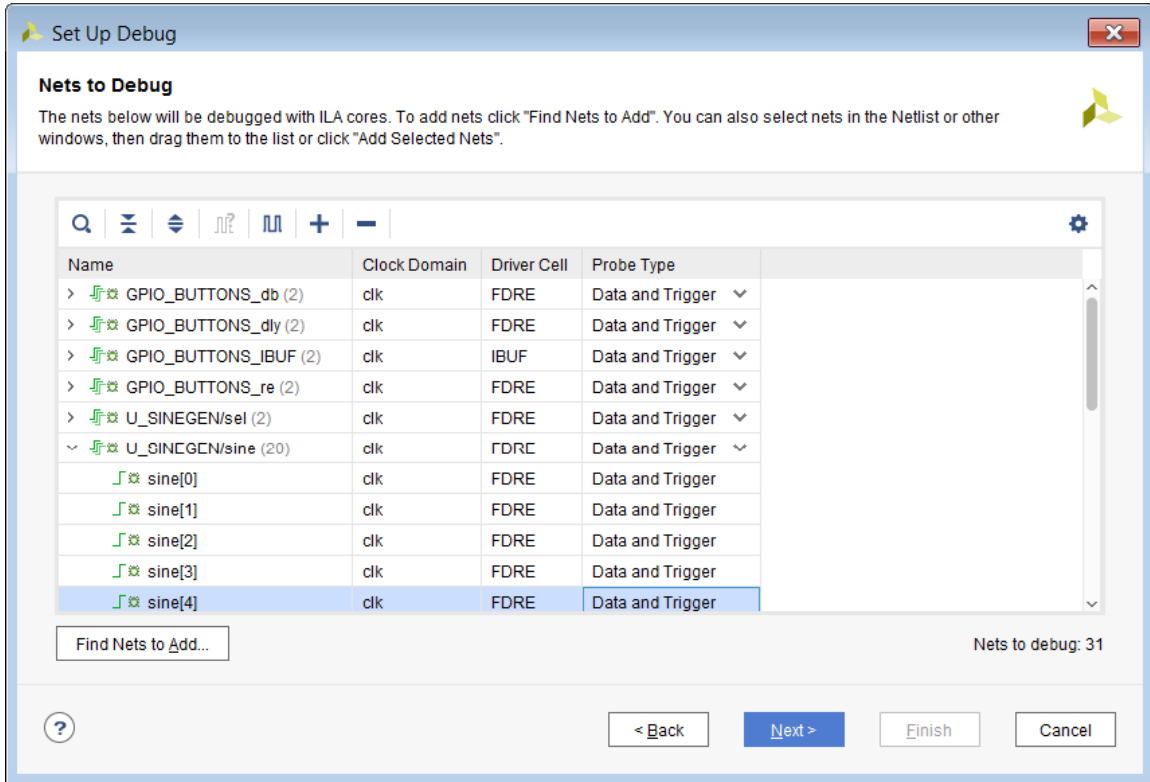 Set Up Debug
Nets to Debug
The nets below will be debugged with ILA cores. To add nets click "Find Nets to Add". You can also select nets in the Netlist or other
windows, then drag them to the list or click "Add Selected Nets".
Name Clock Domain Driver Cell Probe Type
GPIO_BUTTONS_db (2) clk FDRE Data and Trigger
GPIO_BUTTONS_dly (2) clk FDRE Data and Trigger
GPIO_BUTTONS_IBUF (2) clk IBUF Data and Trigger
GPIO_BUTTONS_re (2) clk FDRE Data and Trigger
U_SINEGEN/sel (2) clk FDRE Data and Trigger
U_SINEGEN/sine (20) clk FDRE Data and Trigger
sine[0] clk FDRE Data and Trigger
sine[1] clk FDRE Data and Trigger
sine[2] clk FDRE Data and Trigger
sine[3] clk FDRE Data and Trigger
sine[4] clk FDRE Data and Trigger
Find Nets to Add... Nets to debug: 31
? < Back Next > Finish Cancel